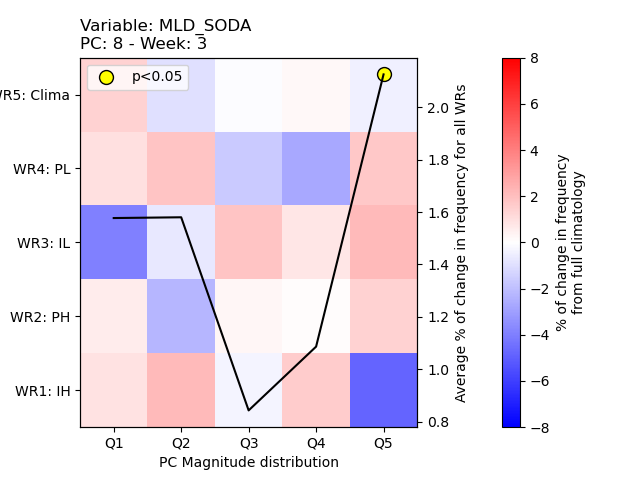 Variable: MLD_SODA
PC: 8 - Week: 3
p<0.05
WR5: Clima
WR4: PL
WR3: IL
WR2: PH
WR1: IH
Q1 Q2 Q3 Q4 Q5
PC Magnitude distribution
2.0
1.8
1.6
1.4
1.2
1.0
0.8
Average % of change in frequency for all WRs
8
6
4
2
0
−2
−4
−6
−8
% of change in frequency
from full climatology